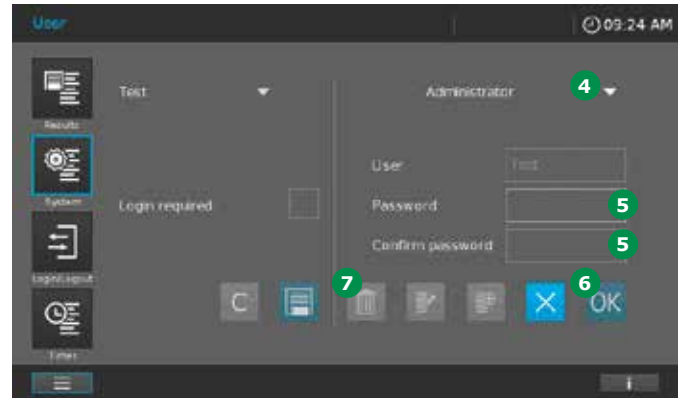 User
09:24 AM
Results
System
Login/Logout
Timer
Test
Login required
C
Administrator
4
User
Test
Password
5
Confirm password
5
7
6
OK
i